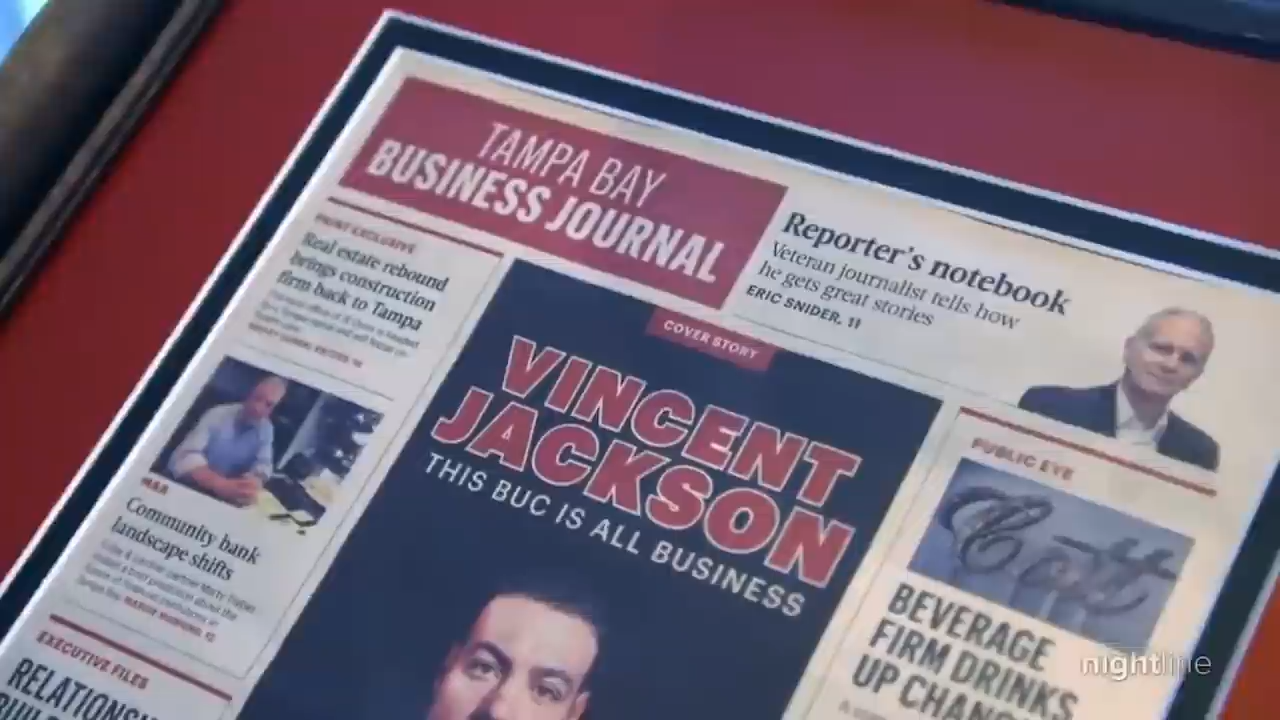 TAMPA BAY
BUSINESS JOURNAL
Reporter's notebook
Veteran journalist tells how
he gets great stories
ERIC SNIDER, 11
PRINT EXCLUSIVE
Real estate rebound
brings construction
firm back to Tampa
COVER STORY
VINCENT
JACKSON
THIS BUC IS ALL BUSINESS
PUBLIC EYE
Cott
BEVERAGE
FIRM DRINKS
UP
M&A
Community bank
landscape shifts
EXECUTIVE FILES
nightline